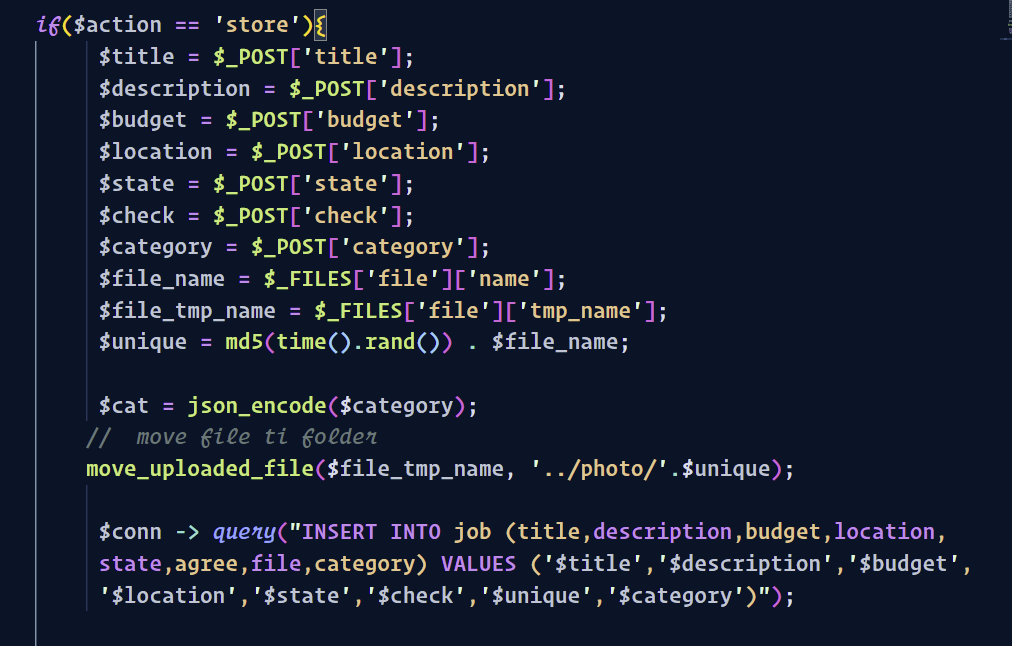 if($action == 'store'){
$title = $_POST['title'];
$description = $_POST['description'];
$budget = $_POST['budget'];
$location = $_POST['location'];
$state = $_POST['state'];
$check = $_POST['check'];
$category = $_POST['category'];
$file_name = $_FILES['file']['name'];
$file_tmp_name = $_FILES['file']['tmp_name'];
$unique = md5(time().rand()) . $file_name;
$cat = json_encode($category);
// move file ti folder
move_uploaded_file($file_tmp_name, '../photo/'.$unique);
$conn -> query("INSERT INTO job (title,description,budget,location,
state,agree,file,category) VALUES ('$title','$description','$budget',
'$location','$state','$check','$unique','$category')");